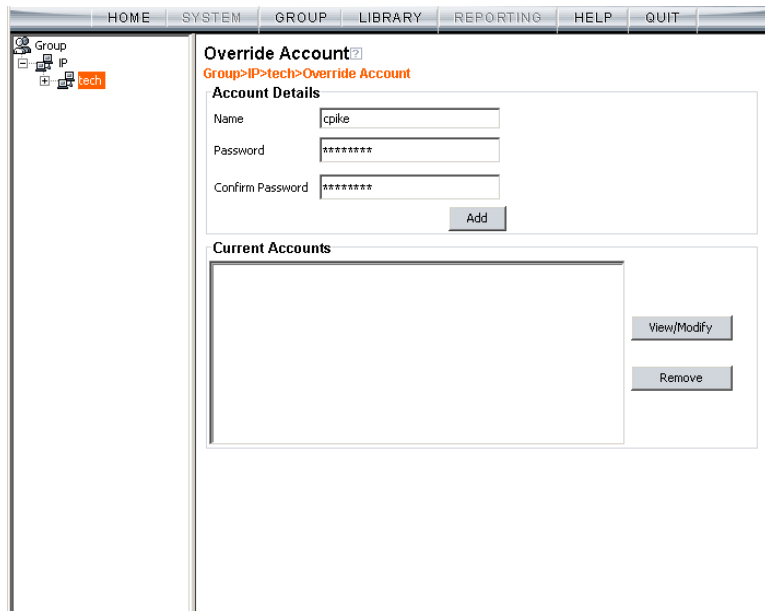 HOME SYSTEM GROUP LIBRARY REPORTING HELP QUIT
Group
IP
tech
Override Account ?
Group>IP>tech>Override Account
Account Details
Name cpike
Password ********
Confirm Password ********
Add
Current Accounts
View/Modify
Remove